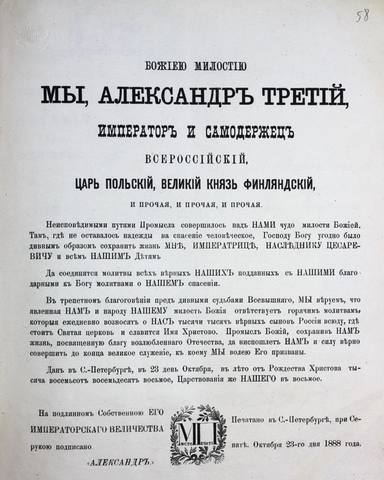 58
БОЖІЕЮ МИЛОСТІЮ
МЫ, АЛЕКСАНДРЪ ТРЕТІЙ,
ИМПЕРАТОРЪ И САМОДЕРЖЕЦЪ
ВСЕРОССІЙСКІЙ,
ЦАРЬ ПОЛЬСКІЙ, ВЕЛИКІЙ КНЯЗЬ ФИНЛЯНДСКІЙ,
И ПРОЧАЯ, И ПРОЧАЯ, И ПРОЧАЯ.
Неисповѣдимыми путями Промысла совершилось надъ НАМИ чудо милости Божіей.
Тамъ, гдѣ не оставалось надежды на спасеніе человѣческое, Господу Богу угодно было
дивнымъ образомъ сохранить жизнь МНѢ, ИМПЕРАТРИЦѢ, НАСЛѢДНИКУ ЦЕСАРЕ-
ВИЧУ и всѣмъ НАШИМЪ Дѣтямъ.
Да соединятся молитвы всѣхъ вѣрныхъ НАШИХЪ подданныхъ съ НАШИМИ благо-
дарными къ Богу молитвами о НАШЕМЪ спасеніи.
Въ трепетномъ благоговѣніи предъ дивными судьбами Всевышняго, МЫ вѣруемъ, что
явленная НАМЪ и народу НАШЕМУ милость Божія отвѣтствуетъ горячимъ молитвамъ
которыя ежедневно возносятъ о НАСЪ тысячи тысячъ вѣрныхъ сыновъ Россіи всюду, гдѣ
стоитъ Святая церковь и славится Имя Христово. Промыслъ Божій, сохранивъ НАМЪ
жизнь, посвященную благу возлюбленнаго Отечества, да ниспошлетъ НАМЪ и силу вѣрно
совершить до конца великое служеніе, къ коему МЫ волею Его призваны.
Данъ въ С.-Петербургѣ, въ 23 день Октября, въ лѣто отъ Рождества Христова ты-
сяча восемьсотъ восемьдесятъ восьмое, Царствованія же НАШЕГО въ восьмое.
На подлинномъ Собственною ЕГО
ИМПЕРАТОРСКАГО ВЕЛИЧЕСТВА
рукою подписано
«АЛЕКСАНДРЪ».
Печатано въ С.-Петербургѣ, при Се-
натѣ. Октября 23-го дня 1888 года.